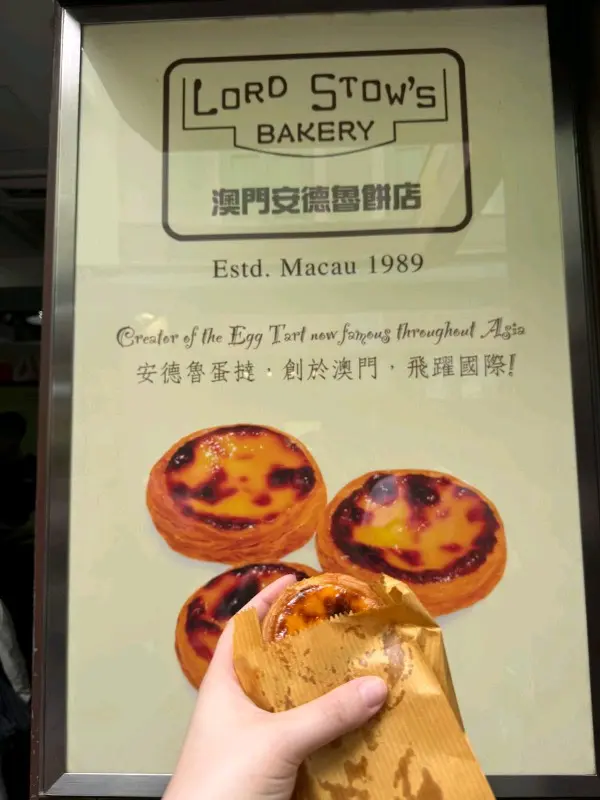 LORD STOW'S
BAKERY
澳門安德魯餅店
Estd. Macau 1989
Creator of the Egg Tart now famous throughout Asia
安德魯蛋撻，創於澳門，飛躍國際!